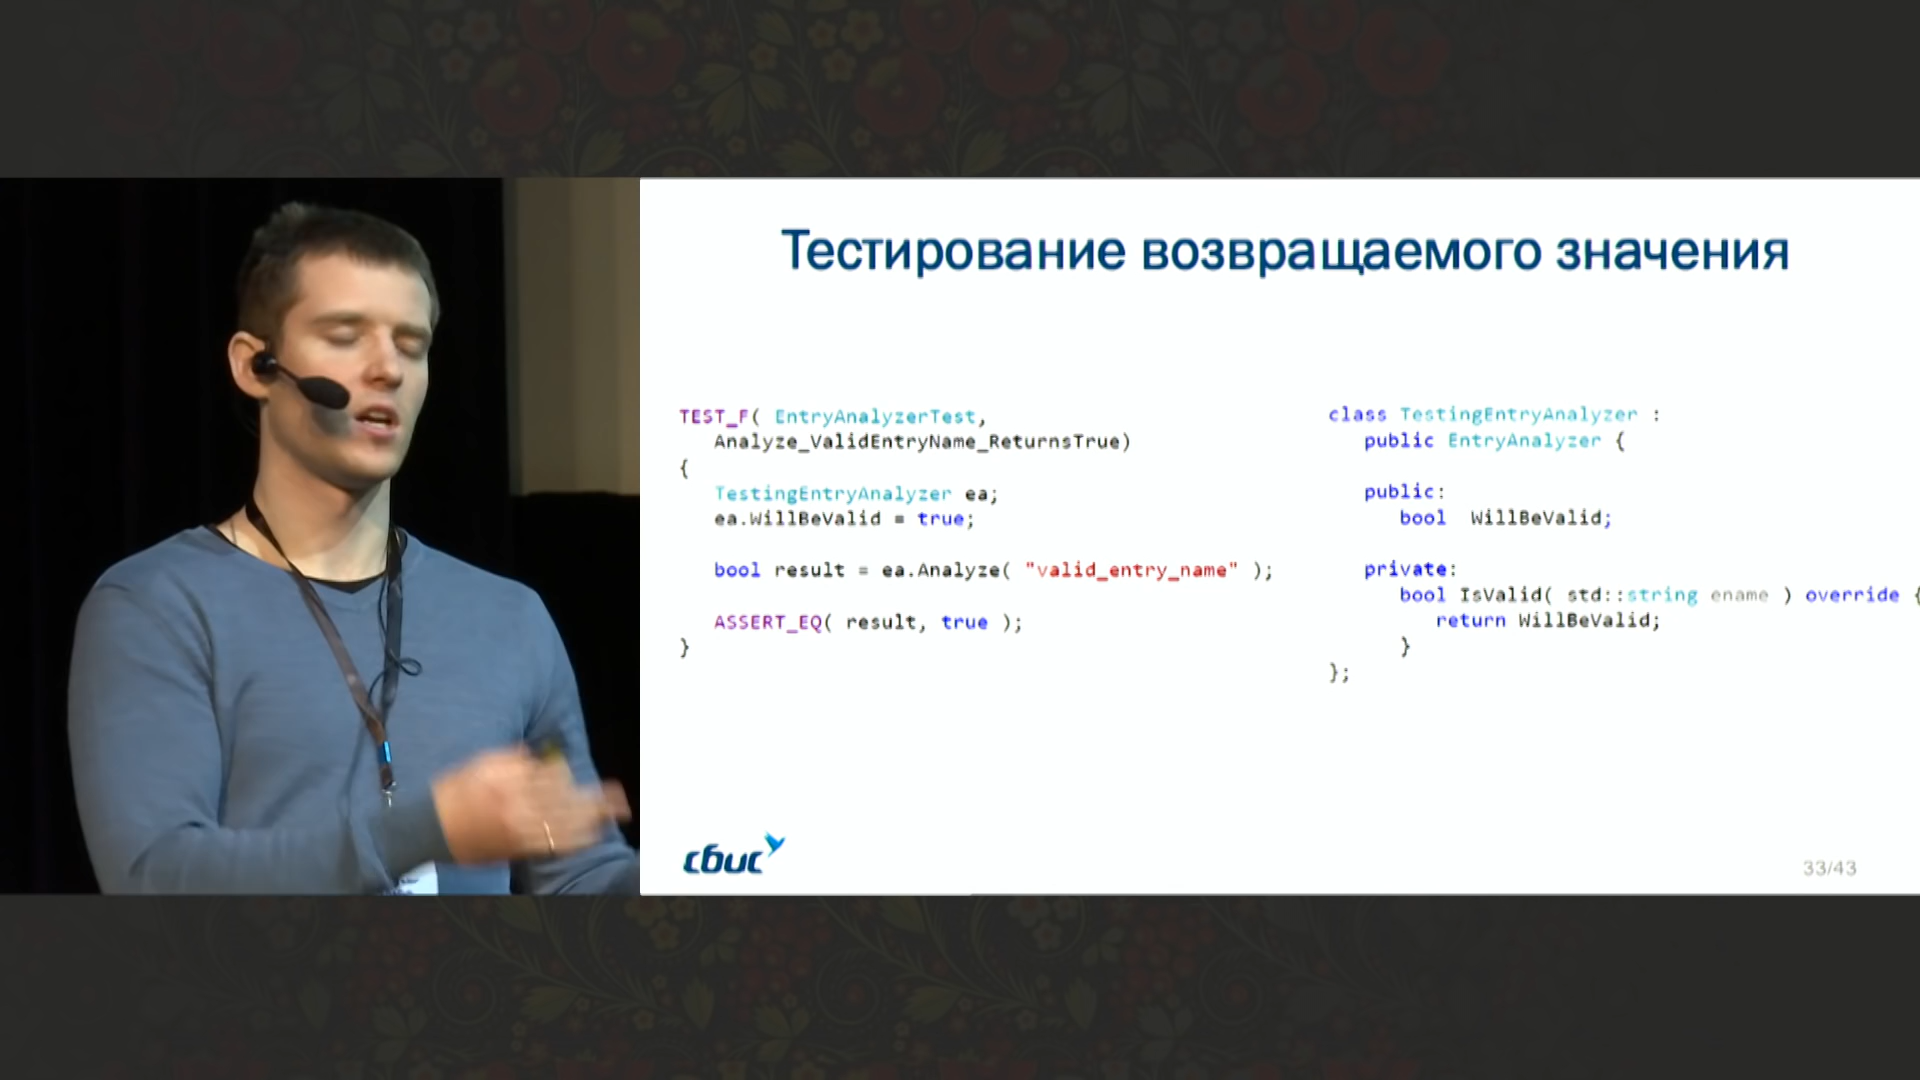 Тестирование возвращаемого значения
TEST_F( EntryAnalyzerTest,
Analyze_ValidEntryName_ReturnsTrue)
{
TestingEntryAnalyzer ea;
ea.WillBeValid = true;
bool result = ea.Analyze( "valid_entry_name" );
ASSERT_EQ( result, true );
}
class TestingEntryAnalyzer :
public EntryAnalyzer {
public:
bool WillBeValid;
private:
bool IsValid( std::string ename ) override {
return WillBeValid;
}
};
сбис
33/43